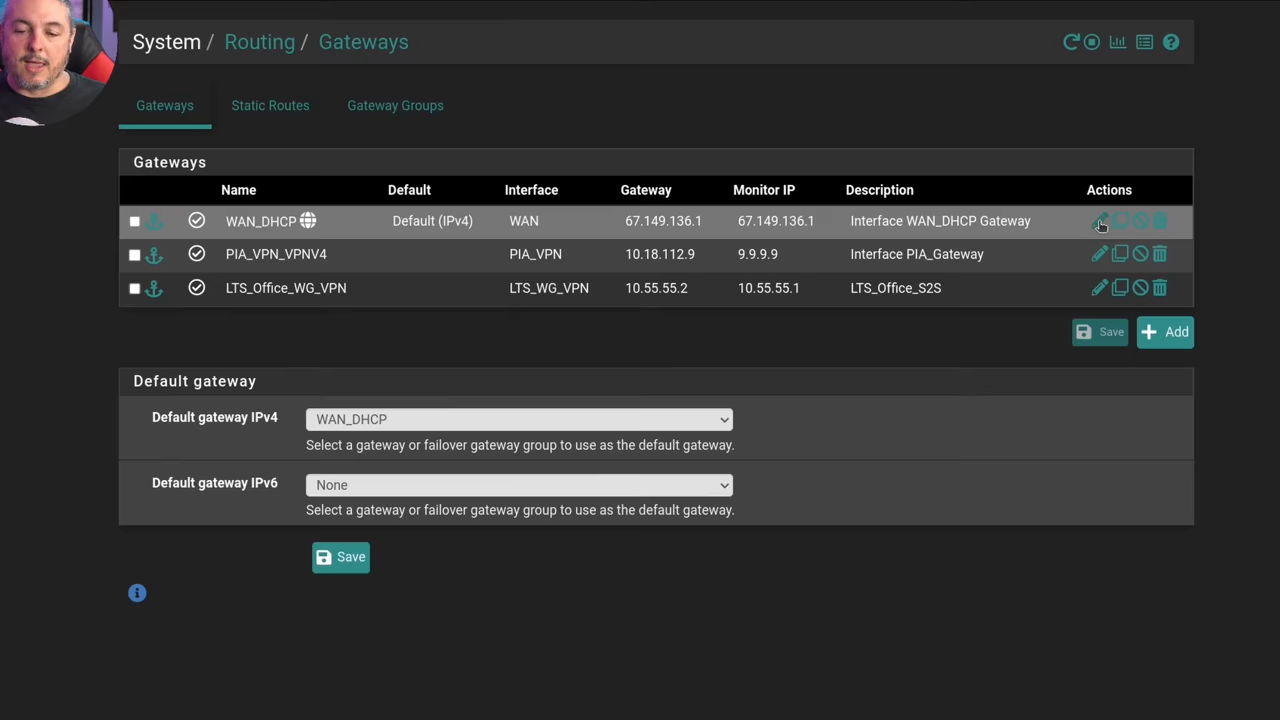 System / Routing / Gateways
Gateways Static Routes Gateway Groups
Gateways
Name Default Interface Gateway Monitor IP Description Actions
WAN_DHCP Default (IPv4) WAN 67.149.136.1 67.149.136.1 Interface WAN_DHCP Gateway
PIA_VPN_VPNV4 PIA_VPN 10.18.112.9 9.9.9.9 Interface PIA_Gateway
LTS_Office_WG_VPN LTS_WG_VPN 10.55.55.2 10.55.55.1 LTS_Office_S2S
Save + Add
Default gateway
Default gateway IPv4 WAN_DHCP
Select a gateway or failover gateway group to use as the default gateway.
Default gateway IPv6 None
Select a gateway or failover gateway group to use as the default gateway.
Save